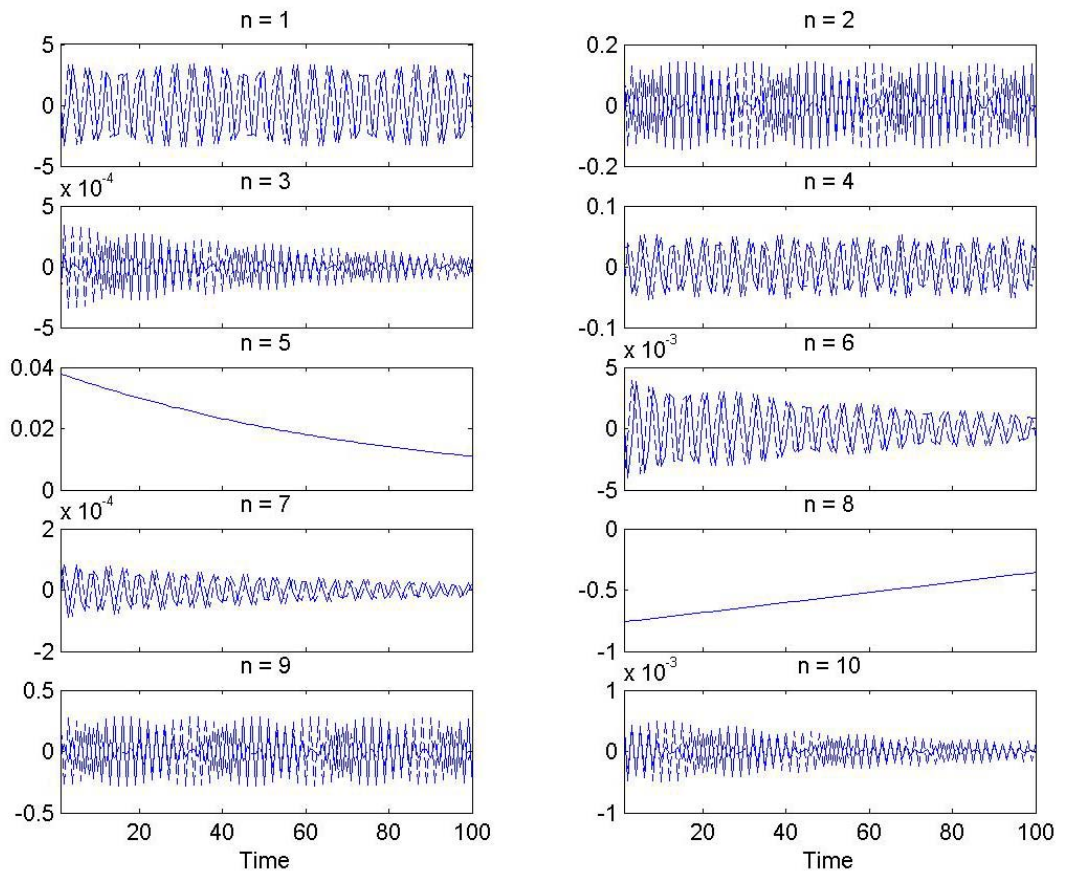 n = 1
5
0
-5
n = 2
0.2
0
-0.2
x 10^-4
n = 3
5
0
-5
n = 4
0.1
0
-0.1
n = 5
0.04
0.02
0
x 10^-3
n = 6
5
0
-5
x 10^-4
n = 7
2
0
-2
n = 8
0
-0.5
-1
n = 9
0.5
0
-0.5
20 40 60 80 100
Time
x 10^-3
n = 10
1
0
-1
20 40 60 80 100
Time